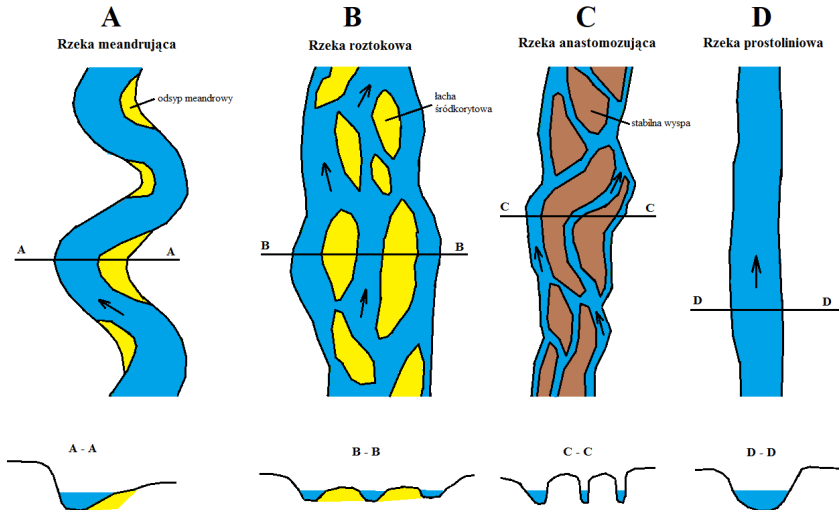 A
B
C
D
Rzeka meandrująca
Rzeka roztokowa
Rzeka anastomozująca
Rzeka prostoliniowa
odsyp meandrowy
łacha
śródkorytowa
stabilna wyspa
A
A
B
B
C
C
D
D
A - A
B - B
C - C
D - D